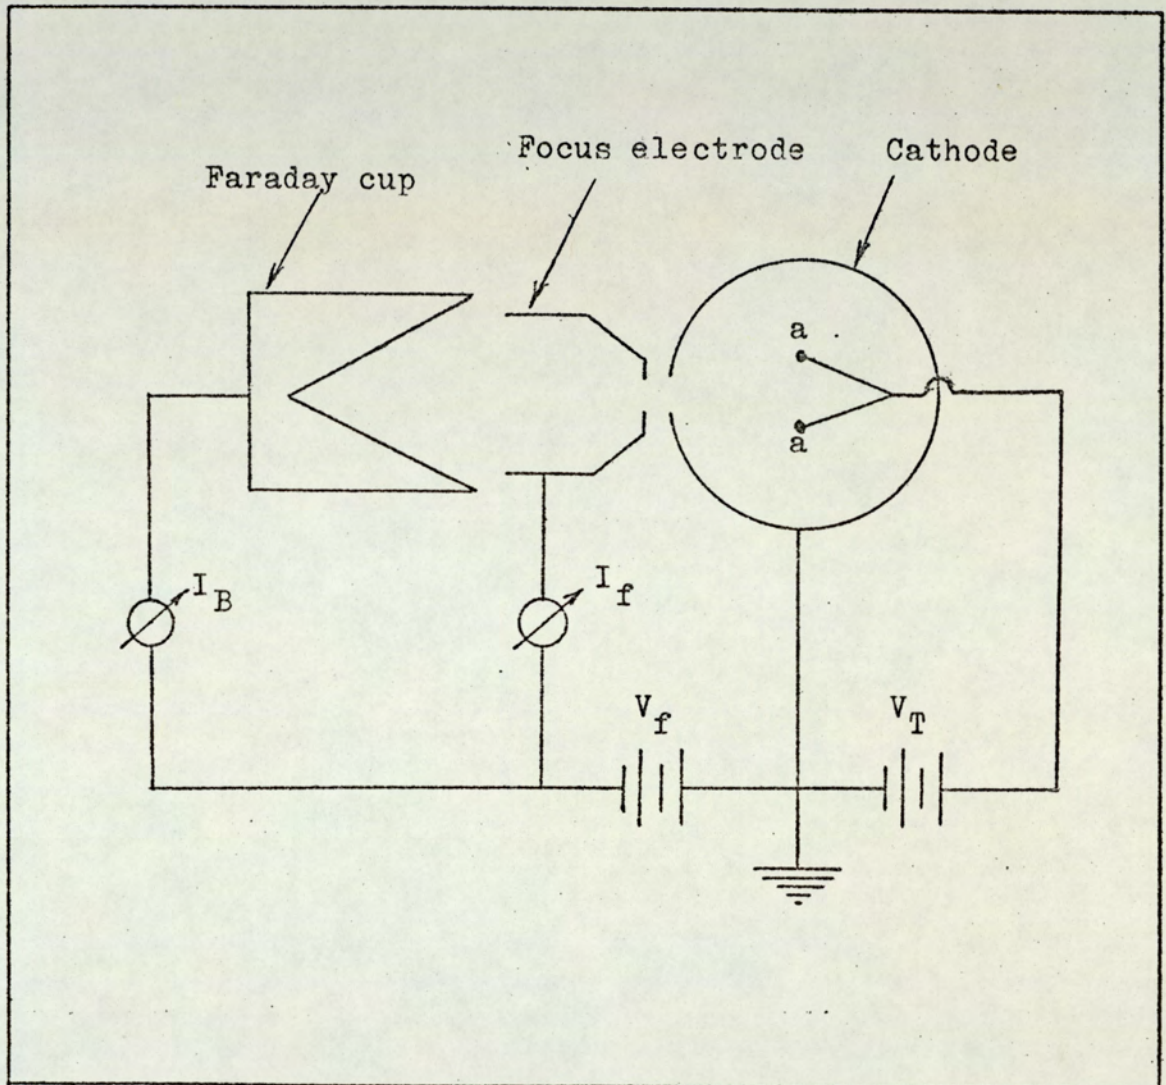 Focus electrode
Cathode
Faraday cup
a
a
I_B
I_f
V_f
V_T